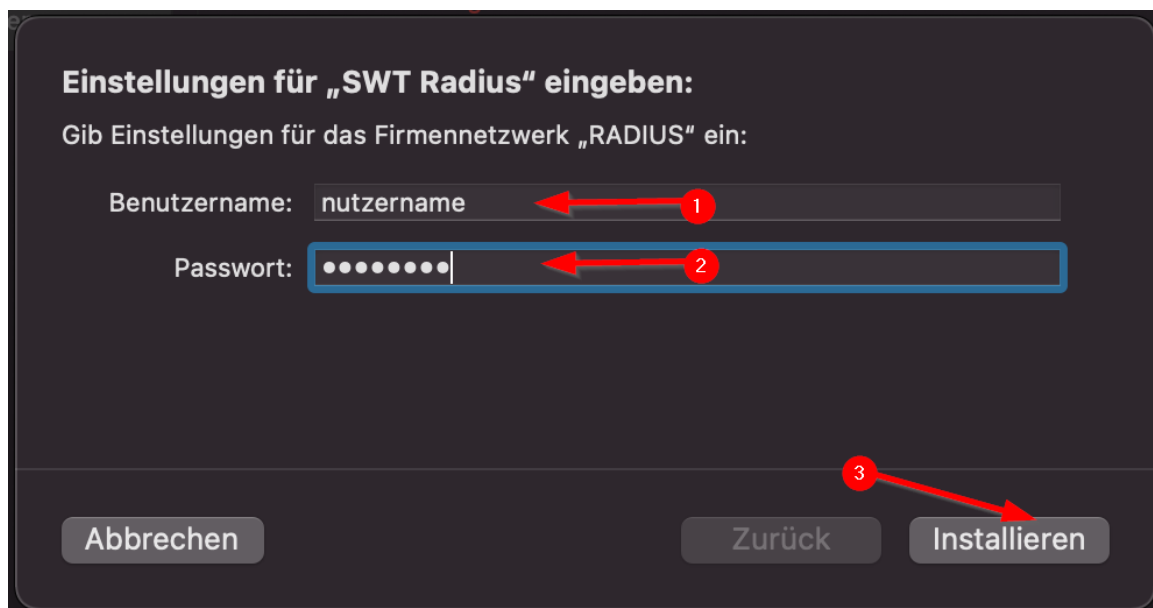 Einstellungen für „SWT Radius“ eingeben:
Gib Einstellungen für das Firmennetzwerk „RADIUS“ ein:
Benutzername: nutzername 1
Passwort: •••••••• 2
3
Abbrechen Zurück Installieren